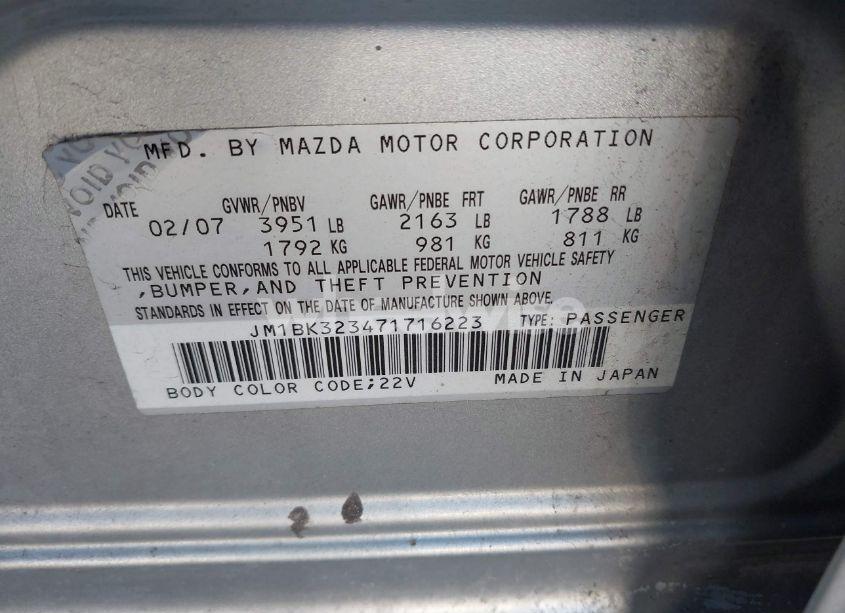 VOID VOID
MFD. BY MAZDA MOTOR CORPORATION
DATE GVWR/PNBV GAWR/PNBE FRT GAWR/PNBE RR
02/07 3951 LB 2163 LB 1788 LB
1792 KG 981 KG 811 KG
THIS VEHICLE CONFORMS TO ALL APPLICABLE FEDERAL MOTOR VEHICLE SAFETY
,BUMPER,AND THEFT PREVENTION
STANDARDS IN EFFECT ON THE DATE OF MANUFACTURE SHOWN ABOVE.
JM1BK323471716223 TYPE: PASSENGER
BODY COLOR CODE;22V MADE IN JAPAN